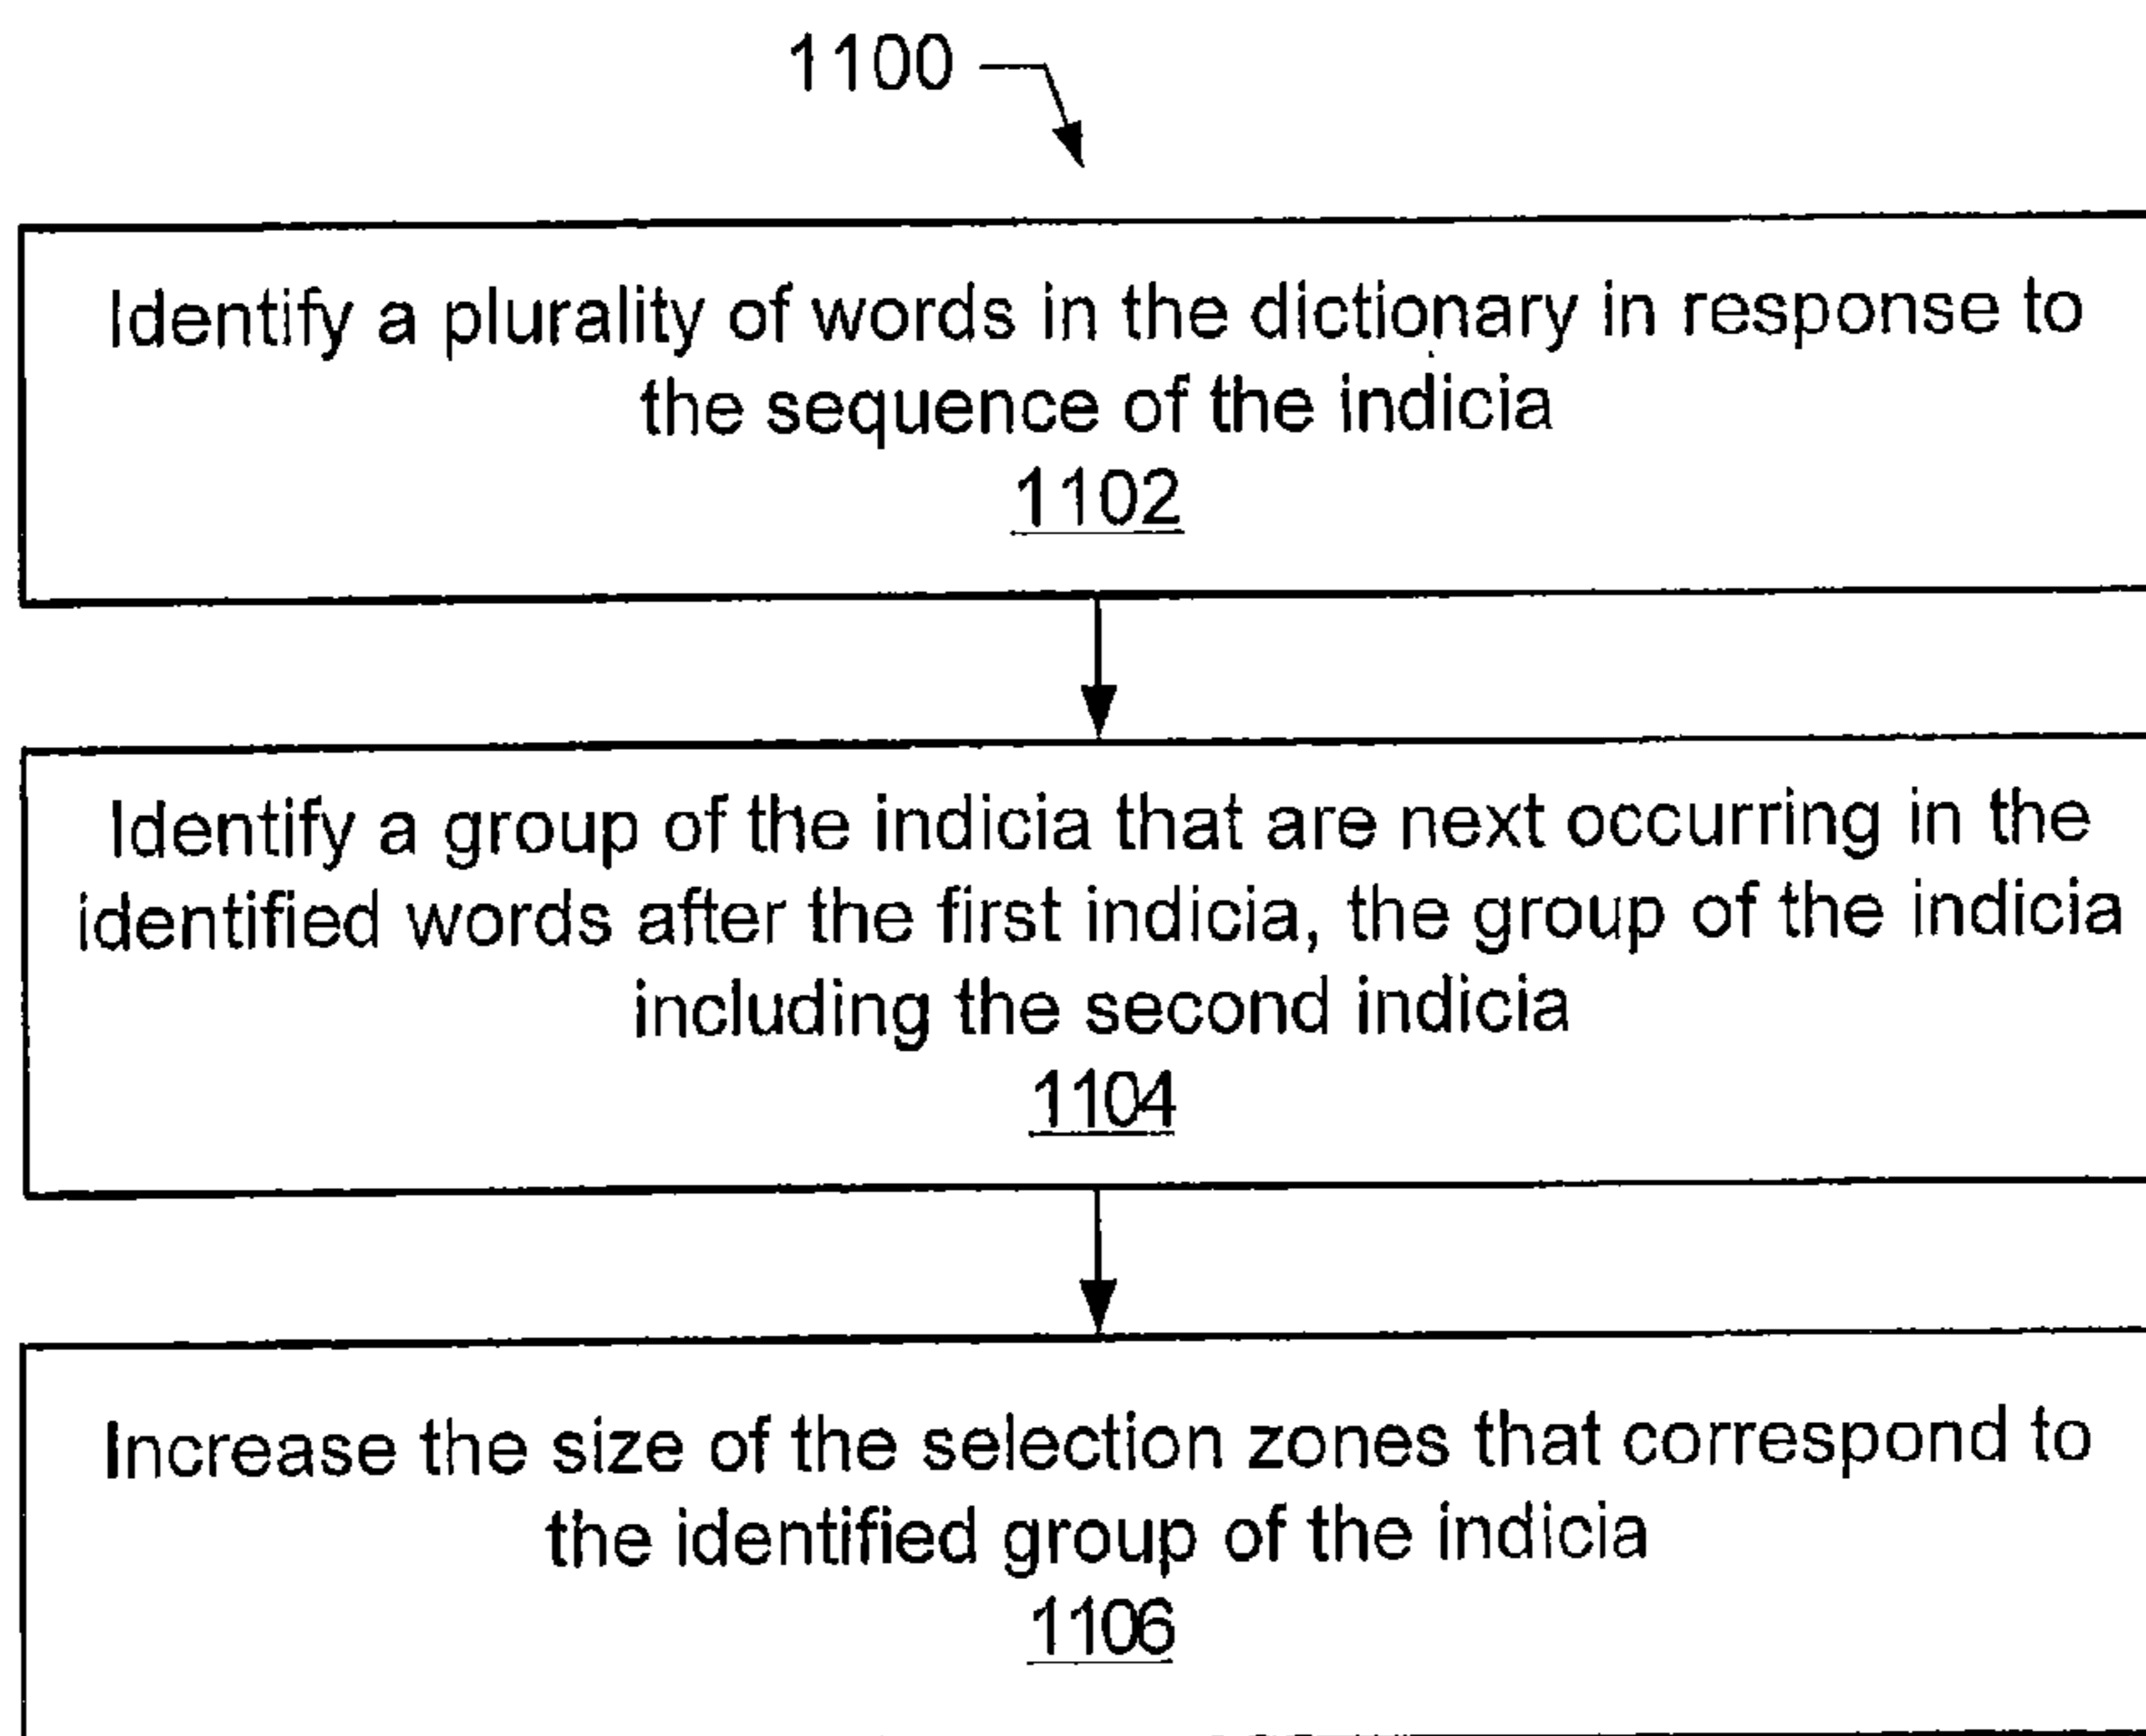 1100
Identify a plurality of words in the dictionary in response to
the sequence of the indicia
1102
Identify a group of the indicia that are next occurring in the
identified words after the first indicia, the group of the indicia
including the second indicia
1104
Increase the size of the selection zones that correspond to
the identified group of the indicia
1106